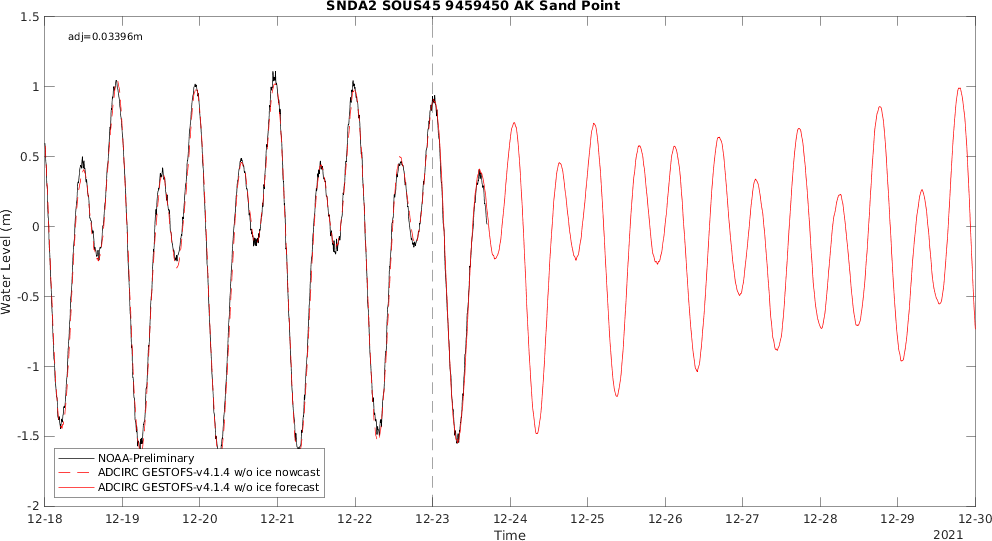 SNDA2 SOUS45 9459450 AK Sand Point
adj=0.03396m
1.5
1
0.5
0
-0.5
-1
-1.5
-2
Water Level (m)
NOAA-Preliminary
ADCIRC GESTOFS-v4.1.4 w/o ice nowcast
ADCIRC GESTOFS-v4.1.4 w/o ice forecast
12-18 12-19 12-20 12-21 12-22 12-23 12-24 12-25 12-26 12-27 12-28 12-29 12-30
Time
2021